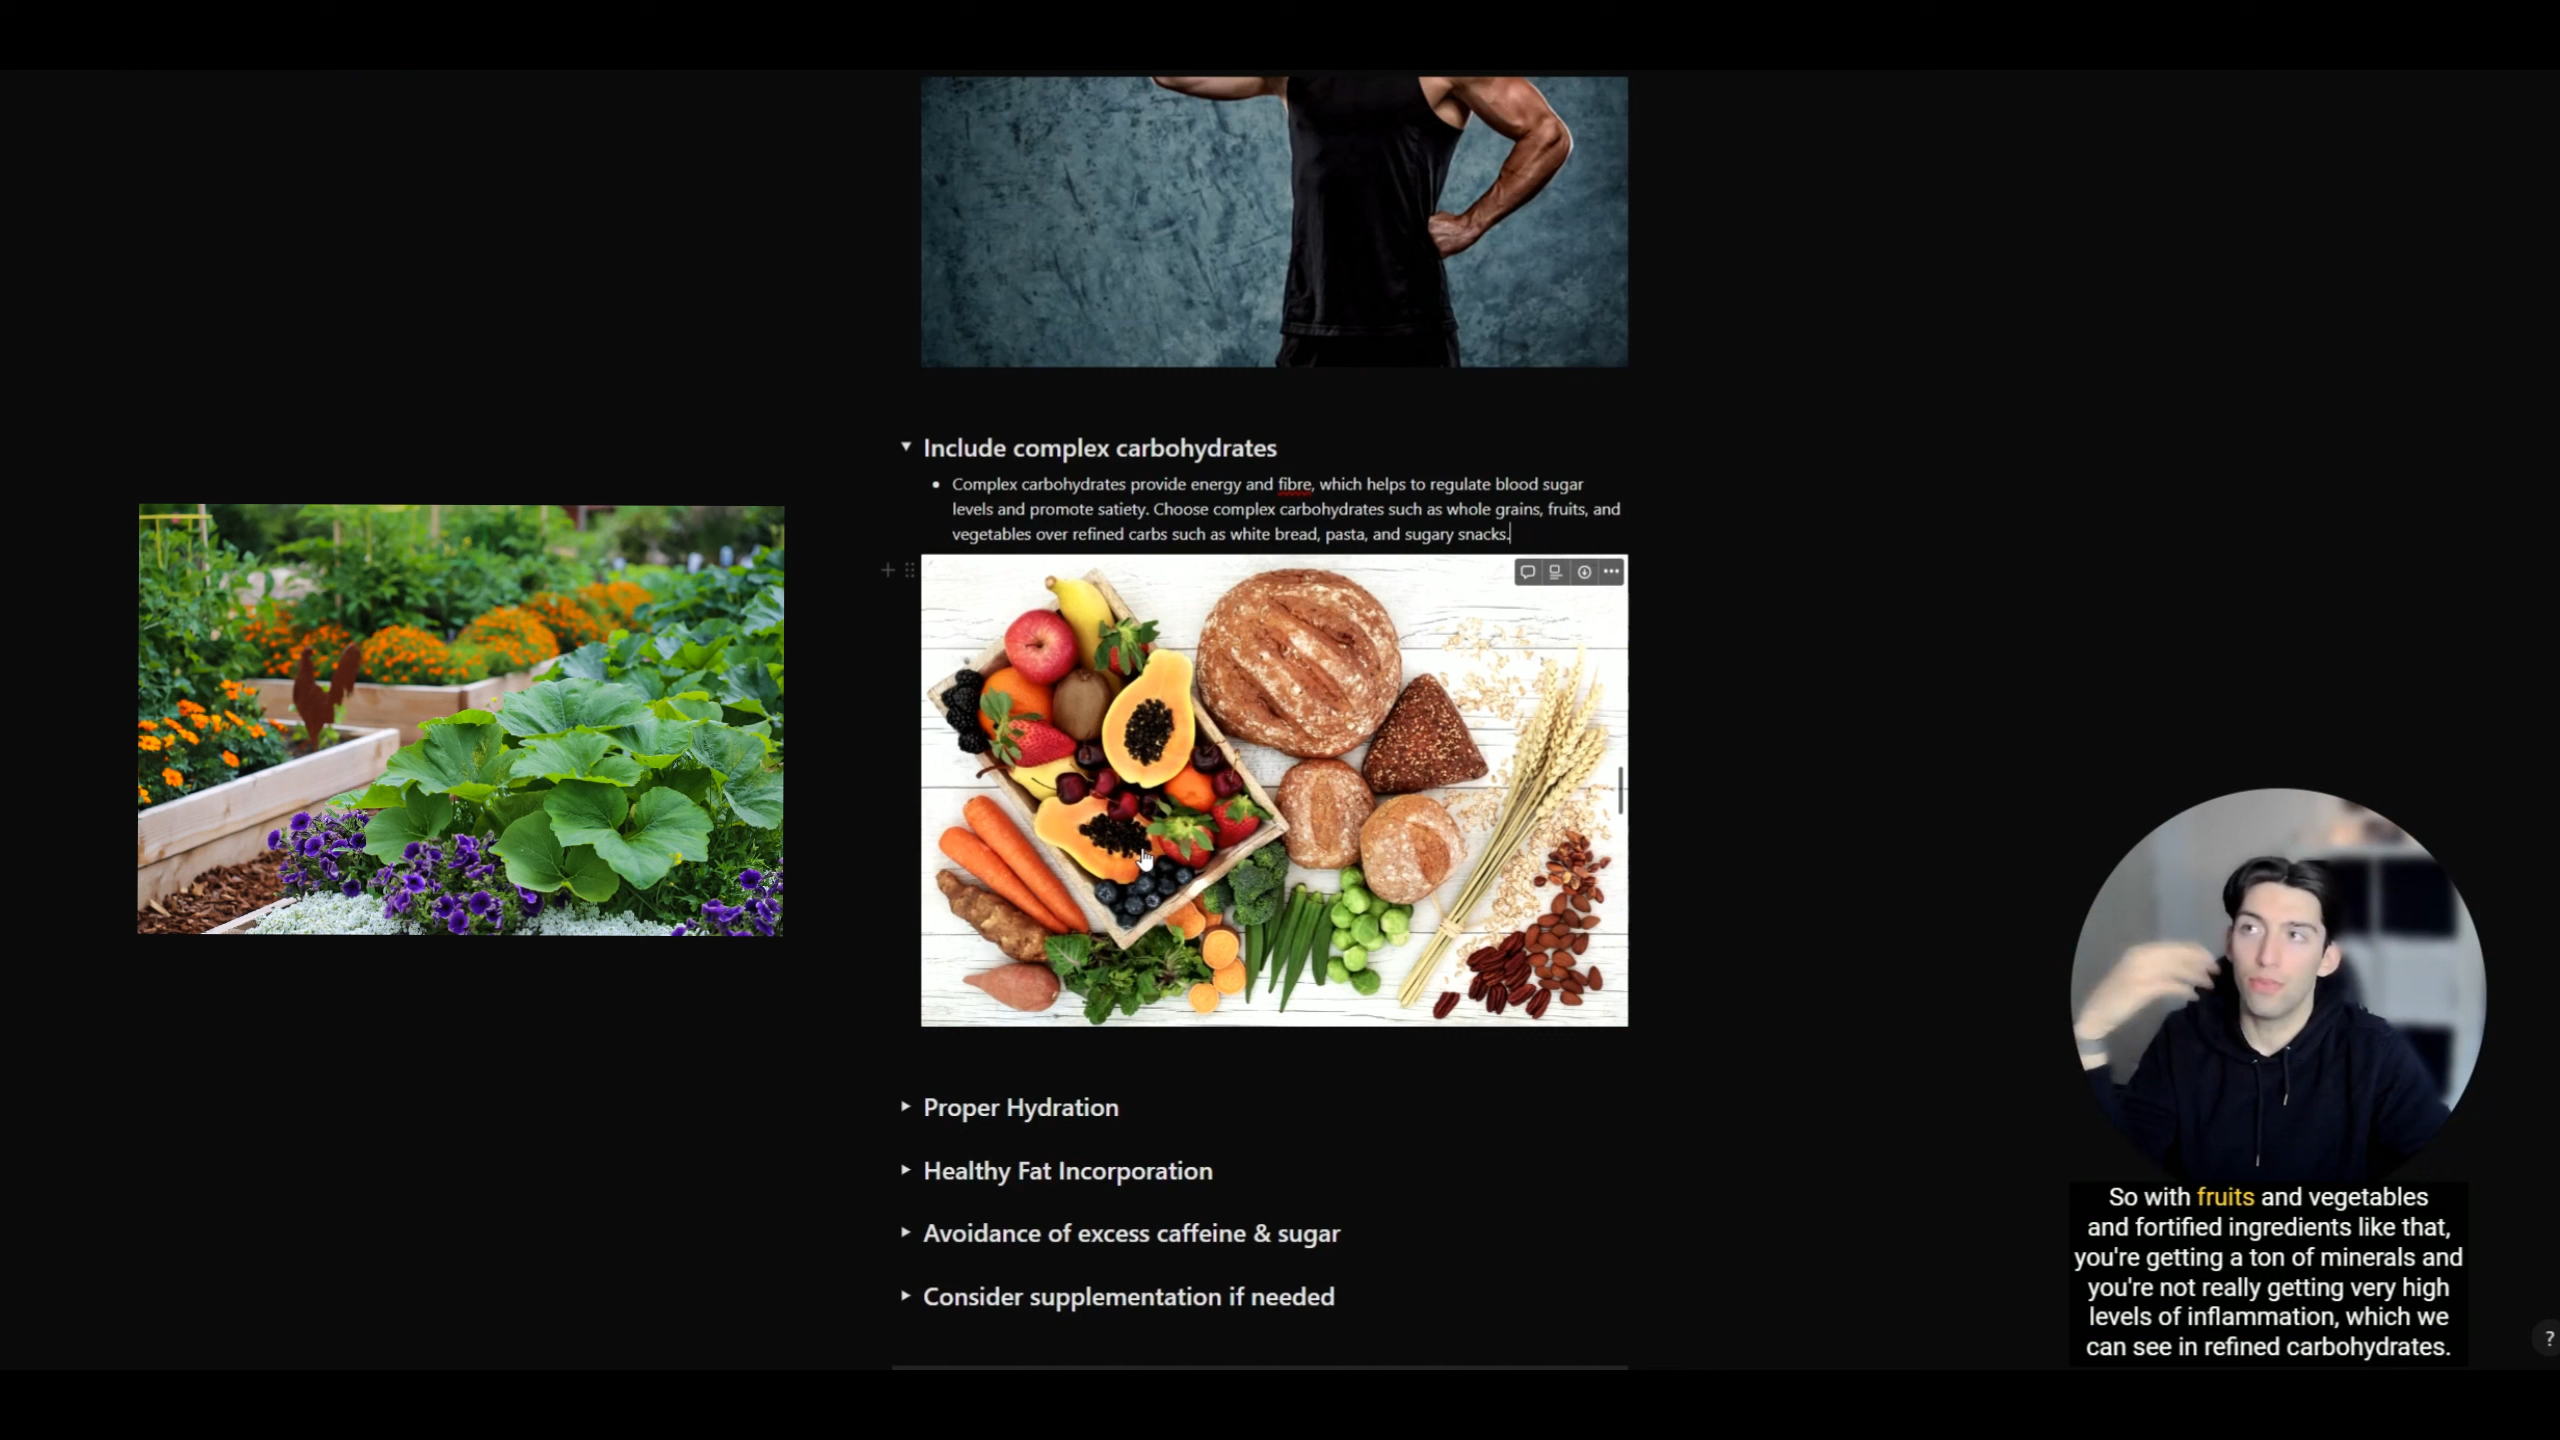 Include complex carbohydrates
Complex carbohydrates provide energy and fibre, which helps to regulate blood sugar
levels and promote satiety. Choose complex carbohydrates such as whole grains, fruits, and
vegetables over refined carbs such as white bread, pasta, and sugary snacks.
Proper Hydration
Healthy Fat Incorporation
Avoidance of excess caffeine & sugar
Consider supplementation if needed
So with fruits and vegetables
and fortified ingredients like that,
you're getting a ton of minerals and
you're not really getting very high
levels of inflammation, which we
can see in refined carbohydrates.
?